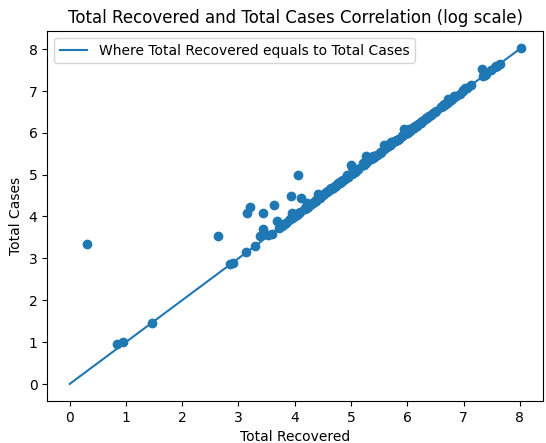 Total Recovered and Total Cases Correlation (log scale)
Where Total Recovered equals to Total Cases
Total Cases
8
7
6
5
4
3
2
1
0
0 1 2 3 4 5 6 7 8
Total Recovered